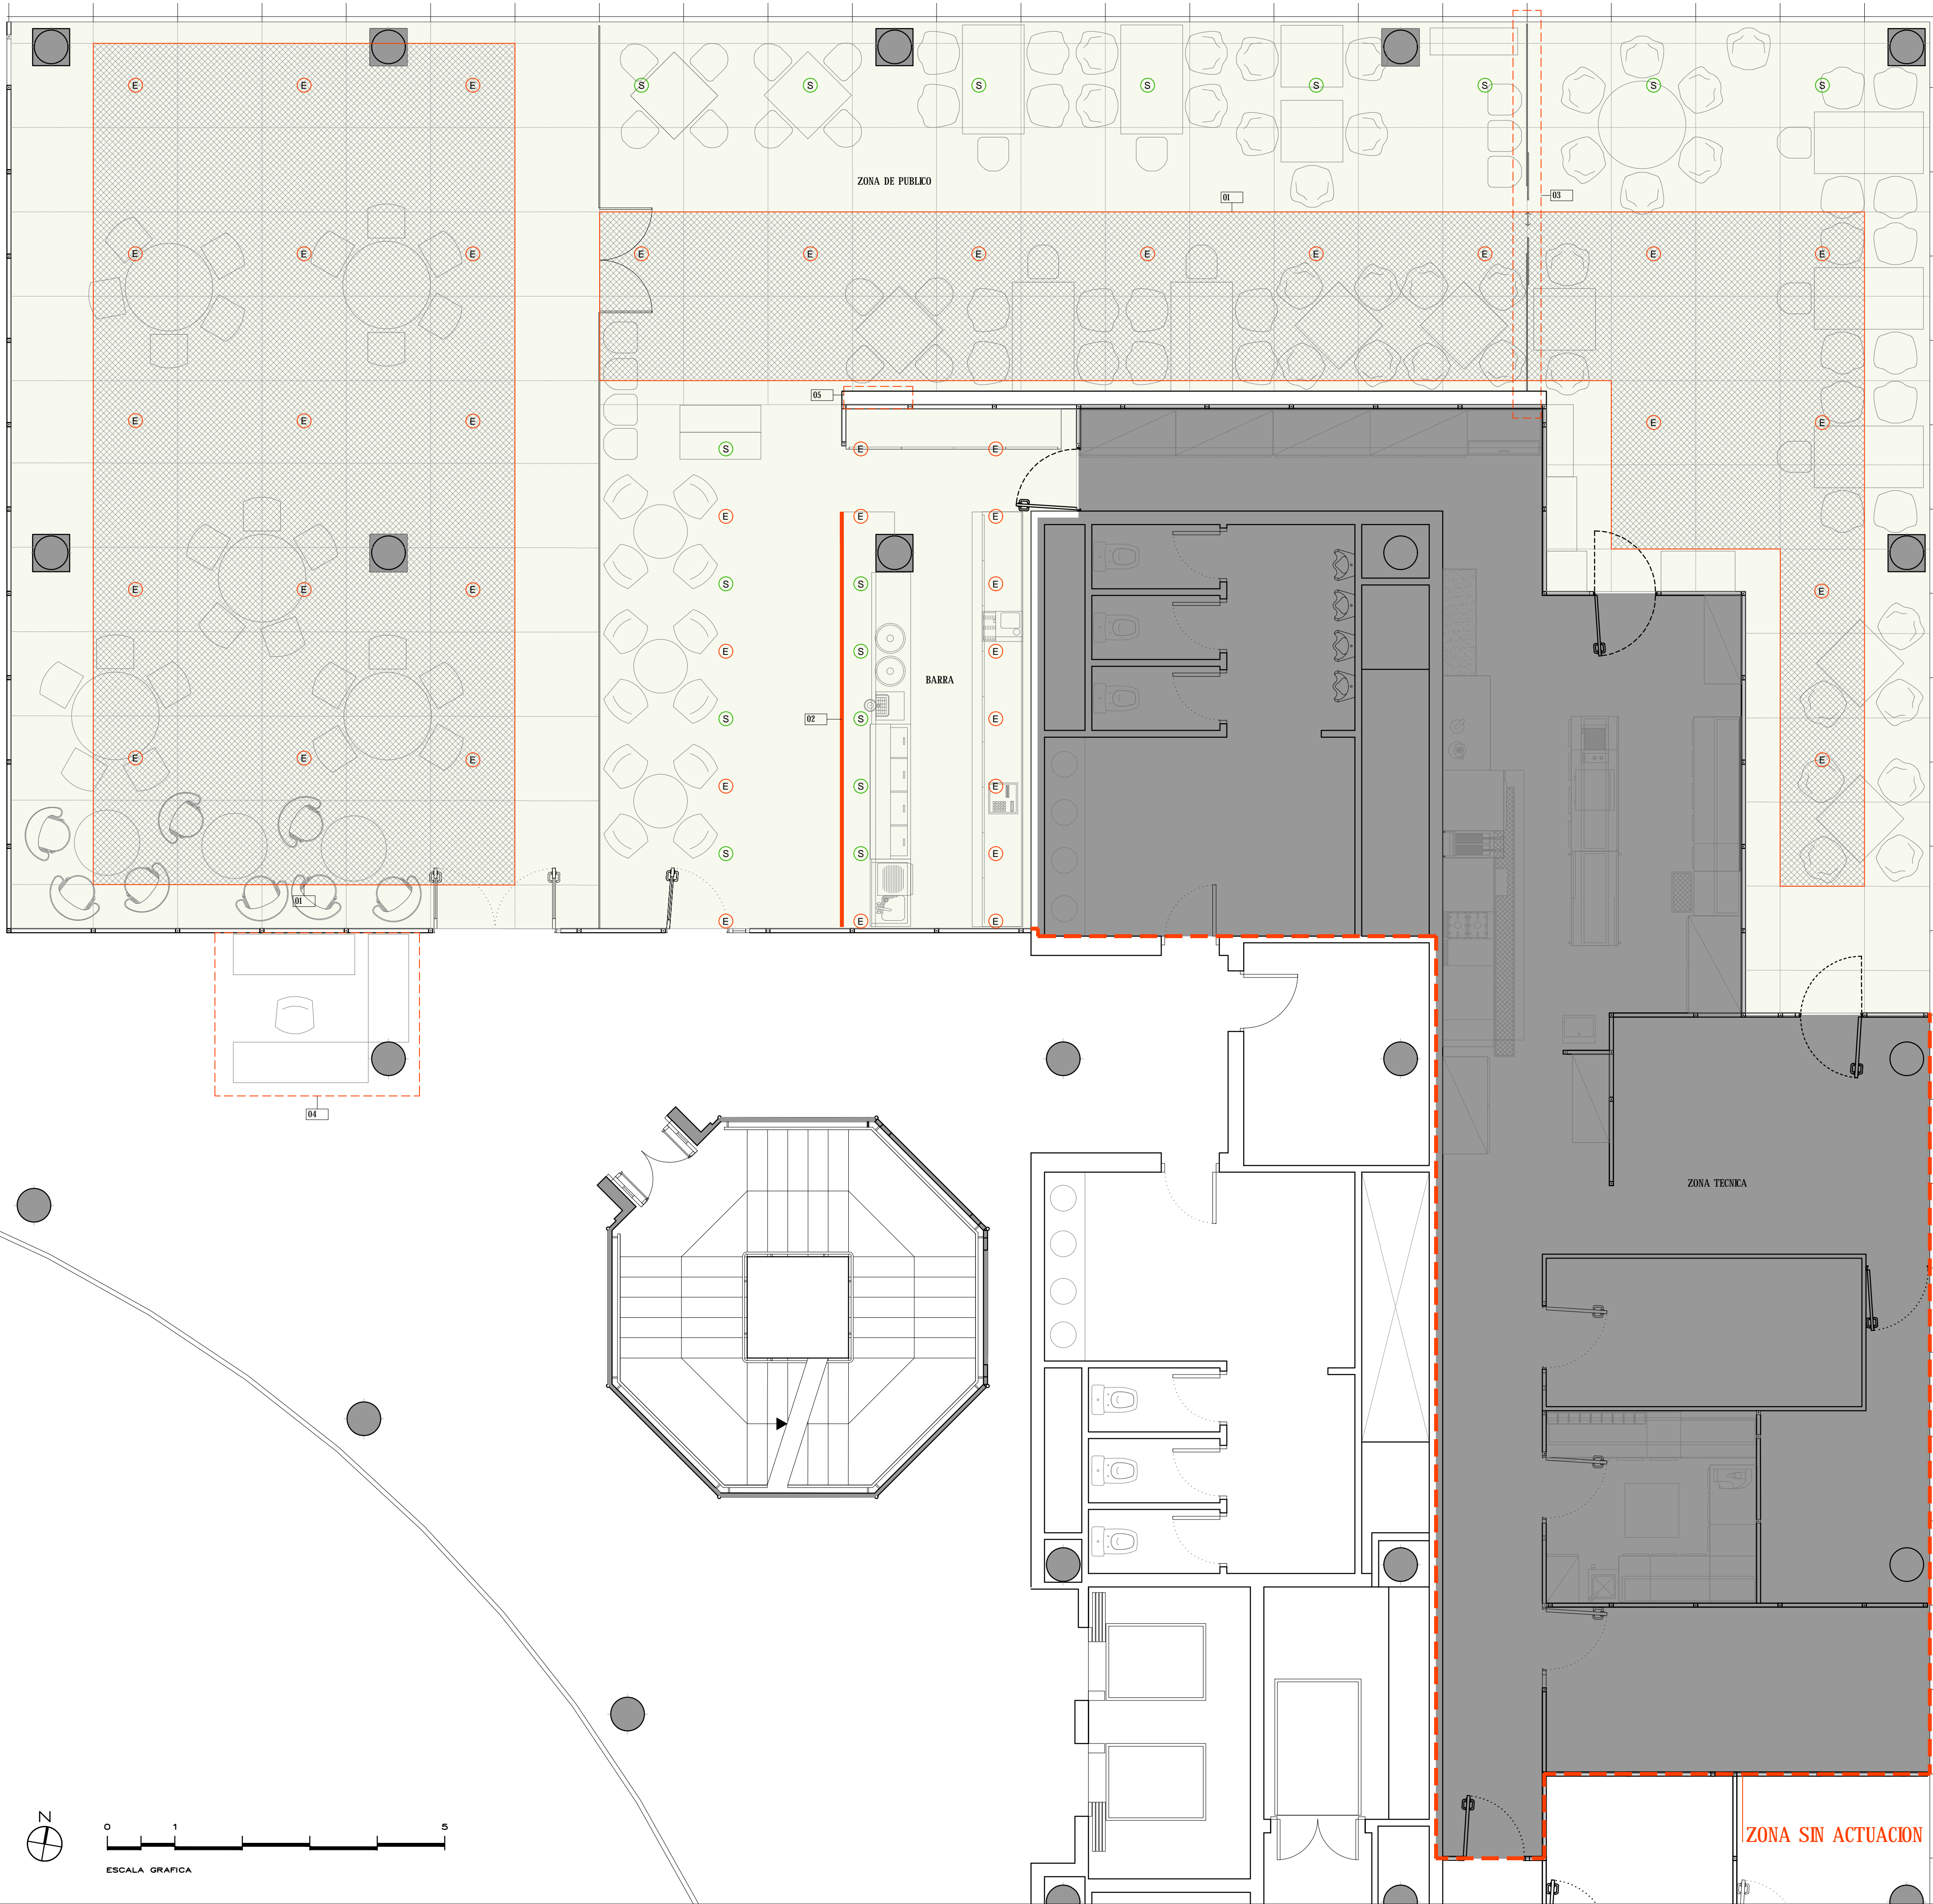 E E E S S S S S S S S
ZONA DE PUBLICO
01
03
E E E E E E E E E E E
05
E E E E E
S E E
E E E
S S E
E E E E
E S E
BARRA
02
S S E
E E E E
E S E
S S E
01
E E E
04
ZONA TECNICA
N
0 1 5
ESCALA GRAFICA
ZONA SIN ACTUACION